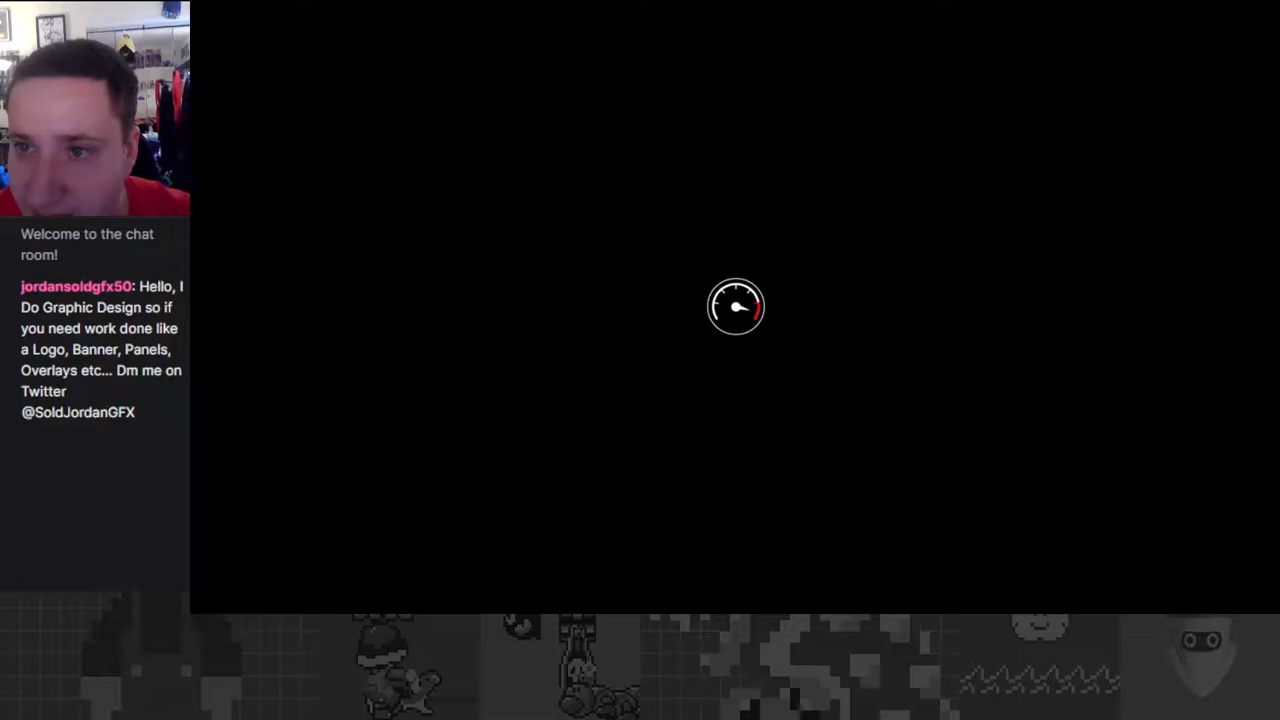 Welcome to the chat
room!
jordansoldgfx50: Hello, I
Do Graphic Design so if
you need work done like
a Logo, Banner, Panels,
Overlays etc... Dm me on
Twitter
@SoldJordanGFX